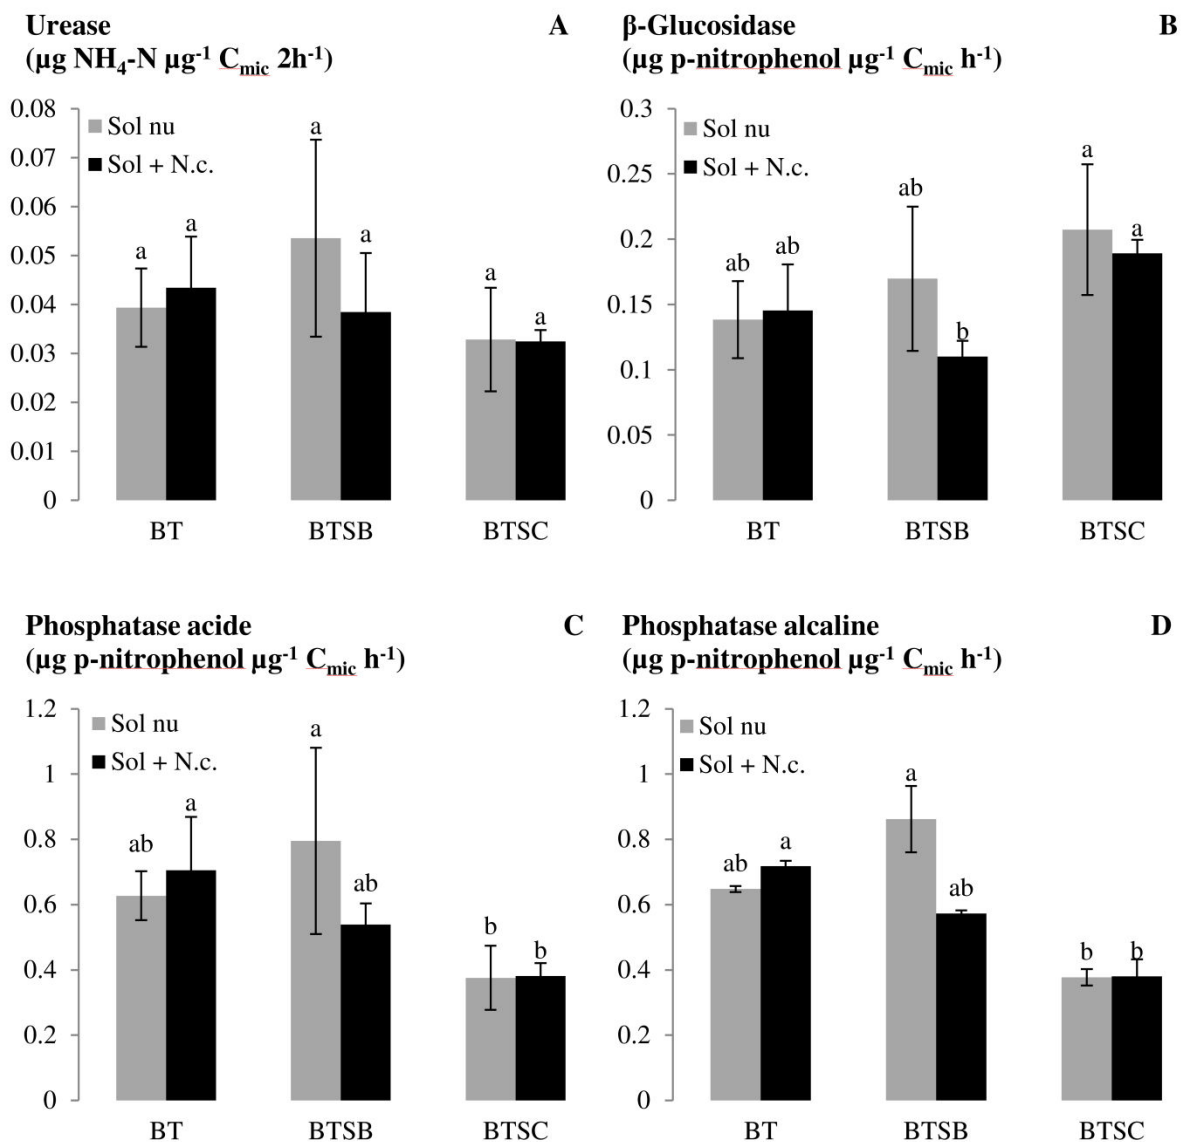 Urease A
(µg NH4-N µg-1 Cmic 2h-1)
0.08
0.07
0.06
0.05
0.04
0.03
0.02
0.01
0
Sol nu
Sol + N.c.
a
a
a
a
a
a
BT BTSB BTSC
β-Glucosidase B
(µg p-nitrophenol µg-1 Cmic h-1)
0.3
0.25
0.2
0.15
0.1
0.05
0
Sol nu
Sol + N.c.
ab
ab
ab
b
a
a
BT BTSB BTSC
Phosphatase acide C
(µg p-nitrophenol µg-1 Cmic h-1)
1.2
1
0.8
0.6
0.4
0.2
0
Sol nu
Sol + N.c.
ab
a
a
ab
b
b
BT BTSB BTSC
Phosphatase alcaline D
(µg p-nitrophenol µg-1 Cmic h-1)
1.2
1
0.8
0.6
0.4
0.2
0
Sol nu
Sol + N.c.
ab
a
a
ab
b
b
BT BTSB BTSC